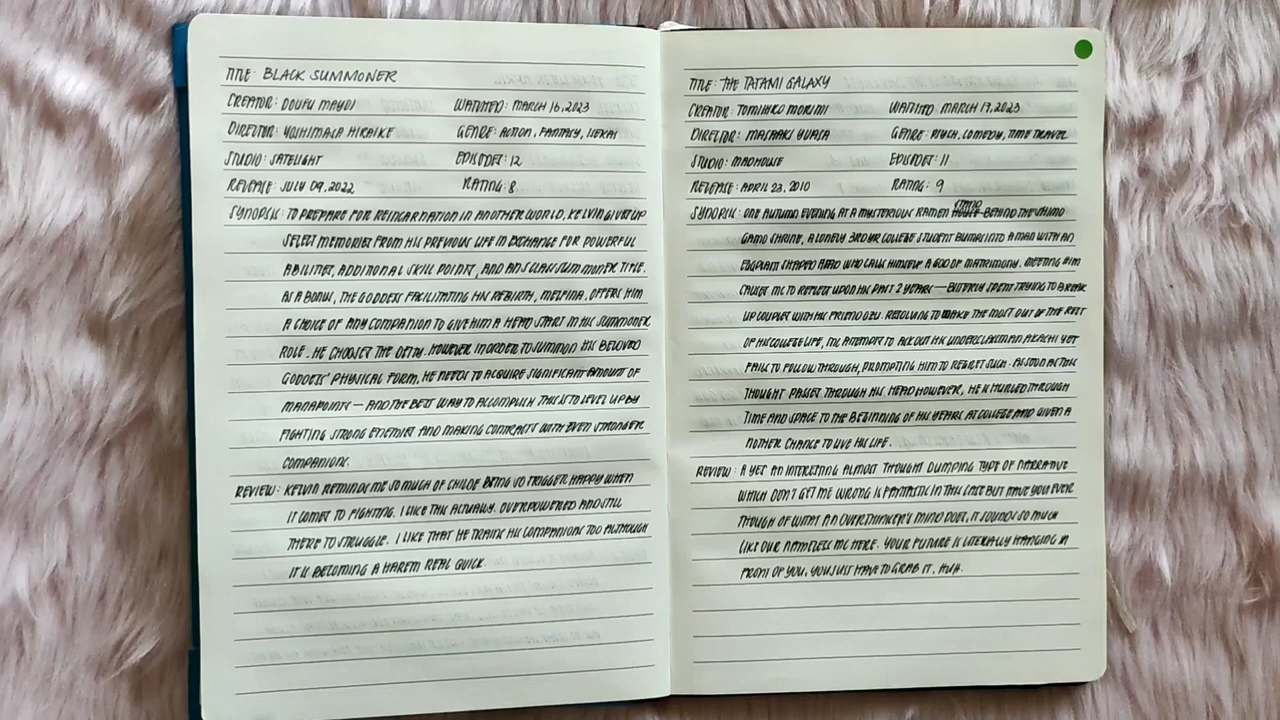 TITLE: BLACK SUMMONER
CREATOR: DOUFU MAYOI
WATCHED: MARCH 16, 2023
DIRECTOR: YOSHIMASA HIRAIKE
GENRE: ACTION, FANTASY, ISEKAI
STUDIO: SATELIGHT
EPISODES: 12
RELEASE: JULY 09, 2022
RATING: 8
SYNOPSIS: TO PREPARE FOR REINCARNATION IN ANOTHER WORLD, KELVIN GIVES UP
SELECT MEMORIES FROM HIS PREVIOUS LIFE IN EXCHANGE FOR POWERFUL
ABILITIES, ADDITIONAL SKILL POINTS, AND AN S CLASS SUMMONER TITLE.
AS A BONUS, THE GODDESS FACILITATING HIS REBIRTH, MELFINA, OFFERS HIM
A CHOICE OF ANY COMPANION TO GIVE HIM A HEAD START IN HIS SUMMONER
ROLE. HE CHOOSES THE DEITY. HOWEVER IN ORDER TO SUMMON HIS BELOVED
GODDESS' PHYSICAL FORM, HE NEEDS TO ACQUIRE SIGNIFICANT AMOUNT OF
MANA POINTS — AND THE BEST WAY TO ACCOMPLISH THIS IS TO LEVEL UP BY
FIGHTING STRONG ENEMIES AND MAKING CONTRACTS WITH EVEN STRONGER
COMPANIONS.
REVIEW: KELVIN REMINDS ME SO MUCH OF CHILDE BEING SO TRIGGER HAPPY WHEN
IT COMES TO FIGHTING. I LIKE THIS ACTUALLY. OVERPOWERED AND STILL
THERE TO STRUGGLE. I LIKE THAT HE TRAINS HIS COMPANIONS TOO ALTHOUGH
IT IS BECOMING A HAREM REAL QUICK.
TITLE: THE TATAMI GALAXY
CREATOR: TOMIHIKO MORIMI
WATCHED MARCH 17, 2023
DIRECTOR: MASAAKI YUASA
GENRE: PSYCH, COMEDY, TIME TRAVEL
STUDIO: MADHOUSE
EPISODES: 11
RELEASE: APRIL 23, 2010
RATING: 9
SYNOPSIS: ONE AUTUMN EVENING AT A MYSTERIOUS RAMEN STAND BEHIND THE SHIMO
GAMO SHRINE, A LONELY 3RD YR COLLEGE STUDENT BUMPS INTO A MAN WITH AN
EGGPLANT SHAPED HEAD WHO CALLS HIMSELF A GOD OF MATRIMONY. MEETING HIM
CAUSES MC TO REFLECT UPON HIS PAST 2 YEARS — BITTERLY SPENT TRYING TO BREAK
UP COUPLES WITH HIS FRIEND OZU. RESOLVING TO MAKE THE MOST OUT OF THE REST
OF HIS COLLEGE LIFE, MC ATTEMPTS TO ASK OUT HIS UNDERCLASSMAN AKASHI YET
FAILS TO FOLLOW THROUGH, PROMPTING HIM TO REGRET SUCH. AS SOON AS THIS
THOUGHT PASSES THROUGH HIS HEAD HOWEVER, HE IS HURLED THROUGH
TIME AND SPACE TO THE BEGINNING OF HIS YEARS AT COLLEGE AND GIVEN A
NOTHER CHANCE TO LIVE HIS LIFE.
REVIEW: A YES AN INTERESTING ALMOST THOUGHT DUMPING TYPE OF NARRATIVE
WHICH DON'T GET ME WRONG IS FANTASTIC IN THIS CASE BUT HAVE YOU EVER
THOUGH OF WHAT AN OVERTHINKER'S MIND DOES, IT SOUNDS SO MUCH
LIKE OUR NAMELESS MC HERE. YOUR FUTURE IS LITERALLY HANGING IN
FRONT OF YOU, YOU JUST HAVE TO GRAB IT.